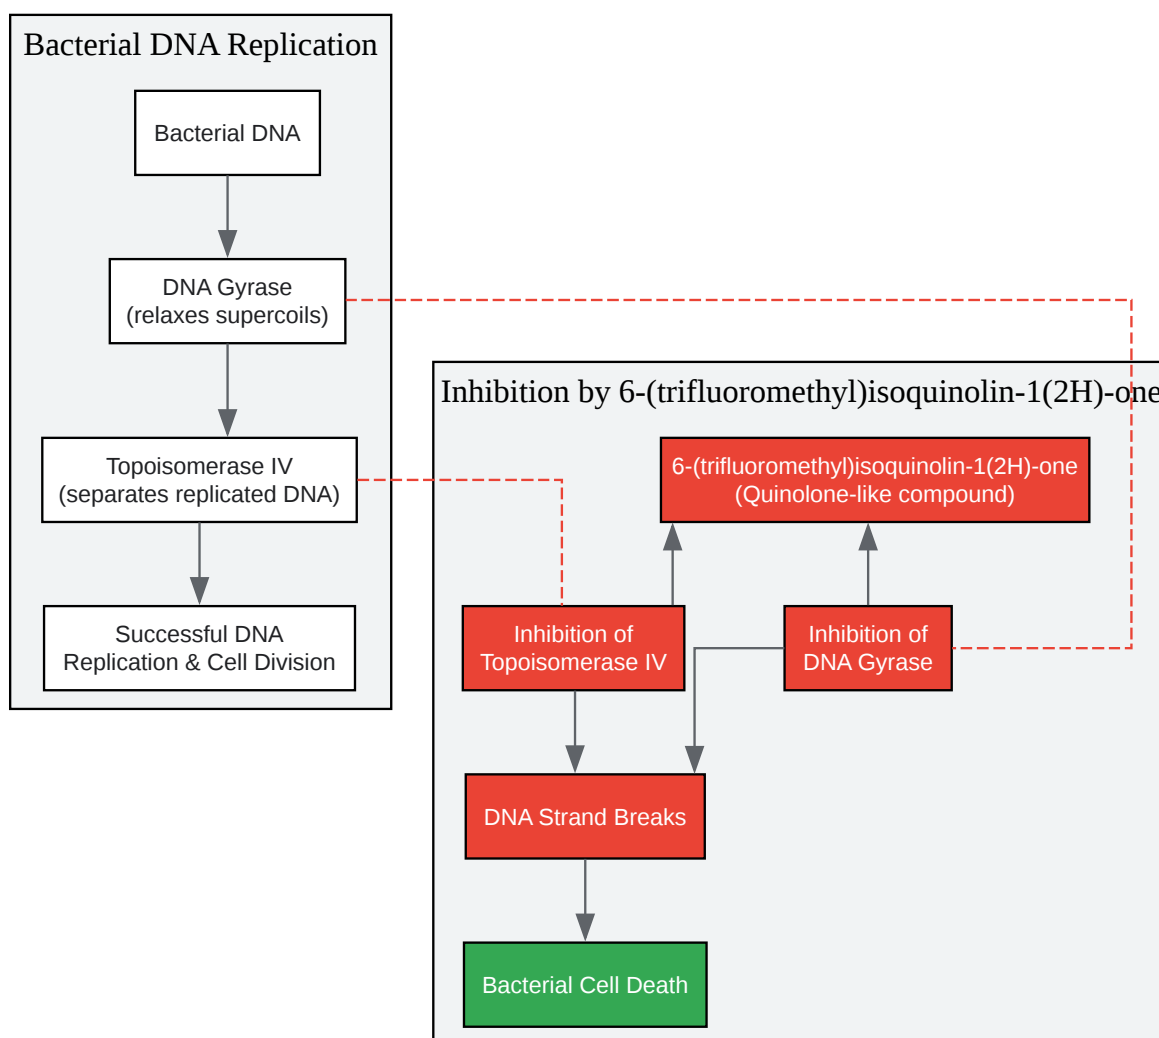 Bacterial DNA Replication
Bacterial DNA
DNA Gyrase
(relaxes supercoils)
Topoisomerase IV
(separates replicated DNA)
Successful DNA
Replication & Cell Division
Inhibition by 6-(trifluoromethyl)isoquinolin-1(2H)-one
6-(trifluoromethyl)isoquinolin-1(2H)-one
(Quinolone-like compound)
Inhibition of
Topoisomerase IV
Inhibition of
DNA Gyrase
DNA Strand Breaks
Bacterial Cell Death